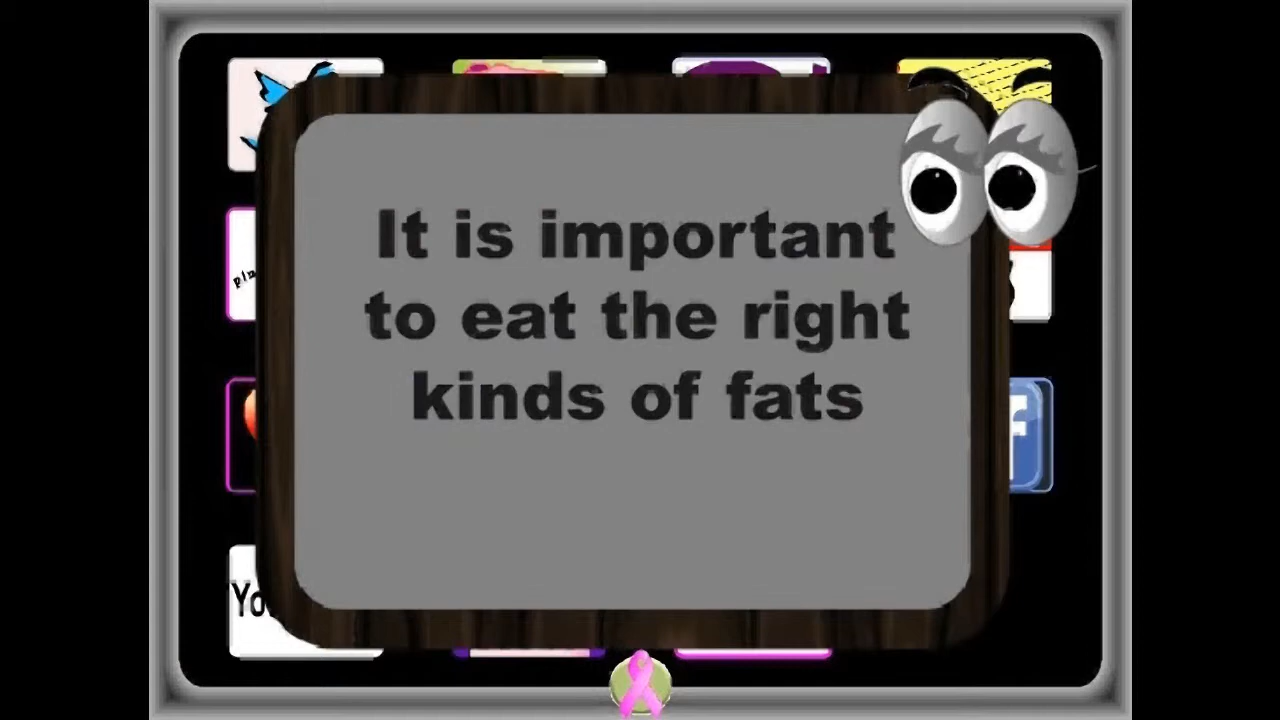 It is important
to eat the right
kinds of fats